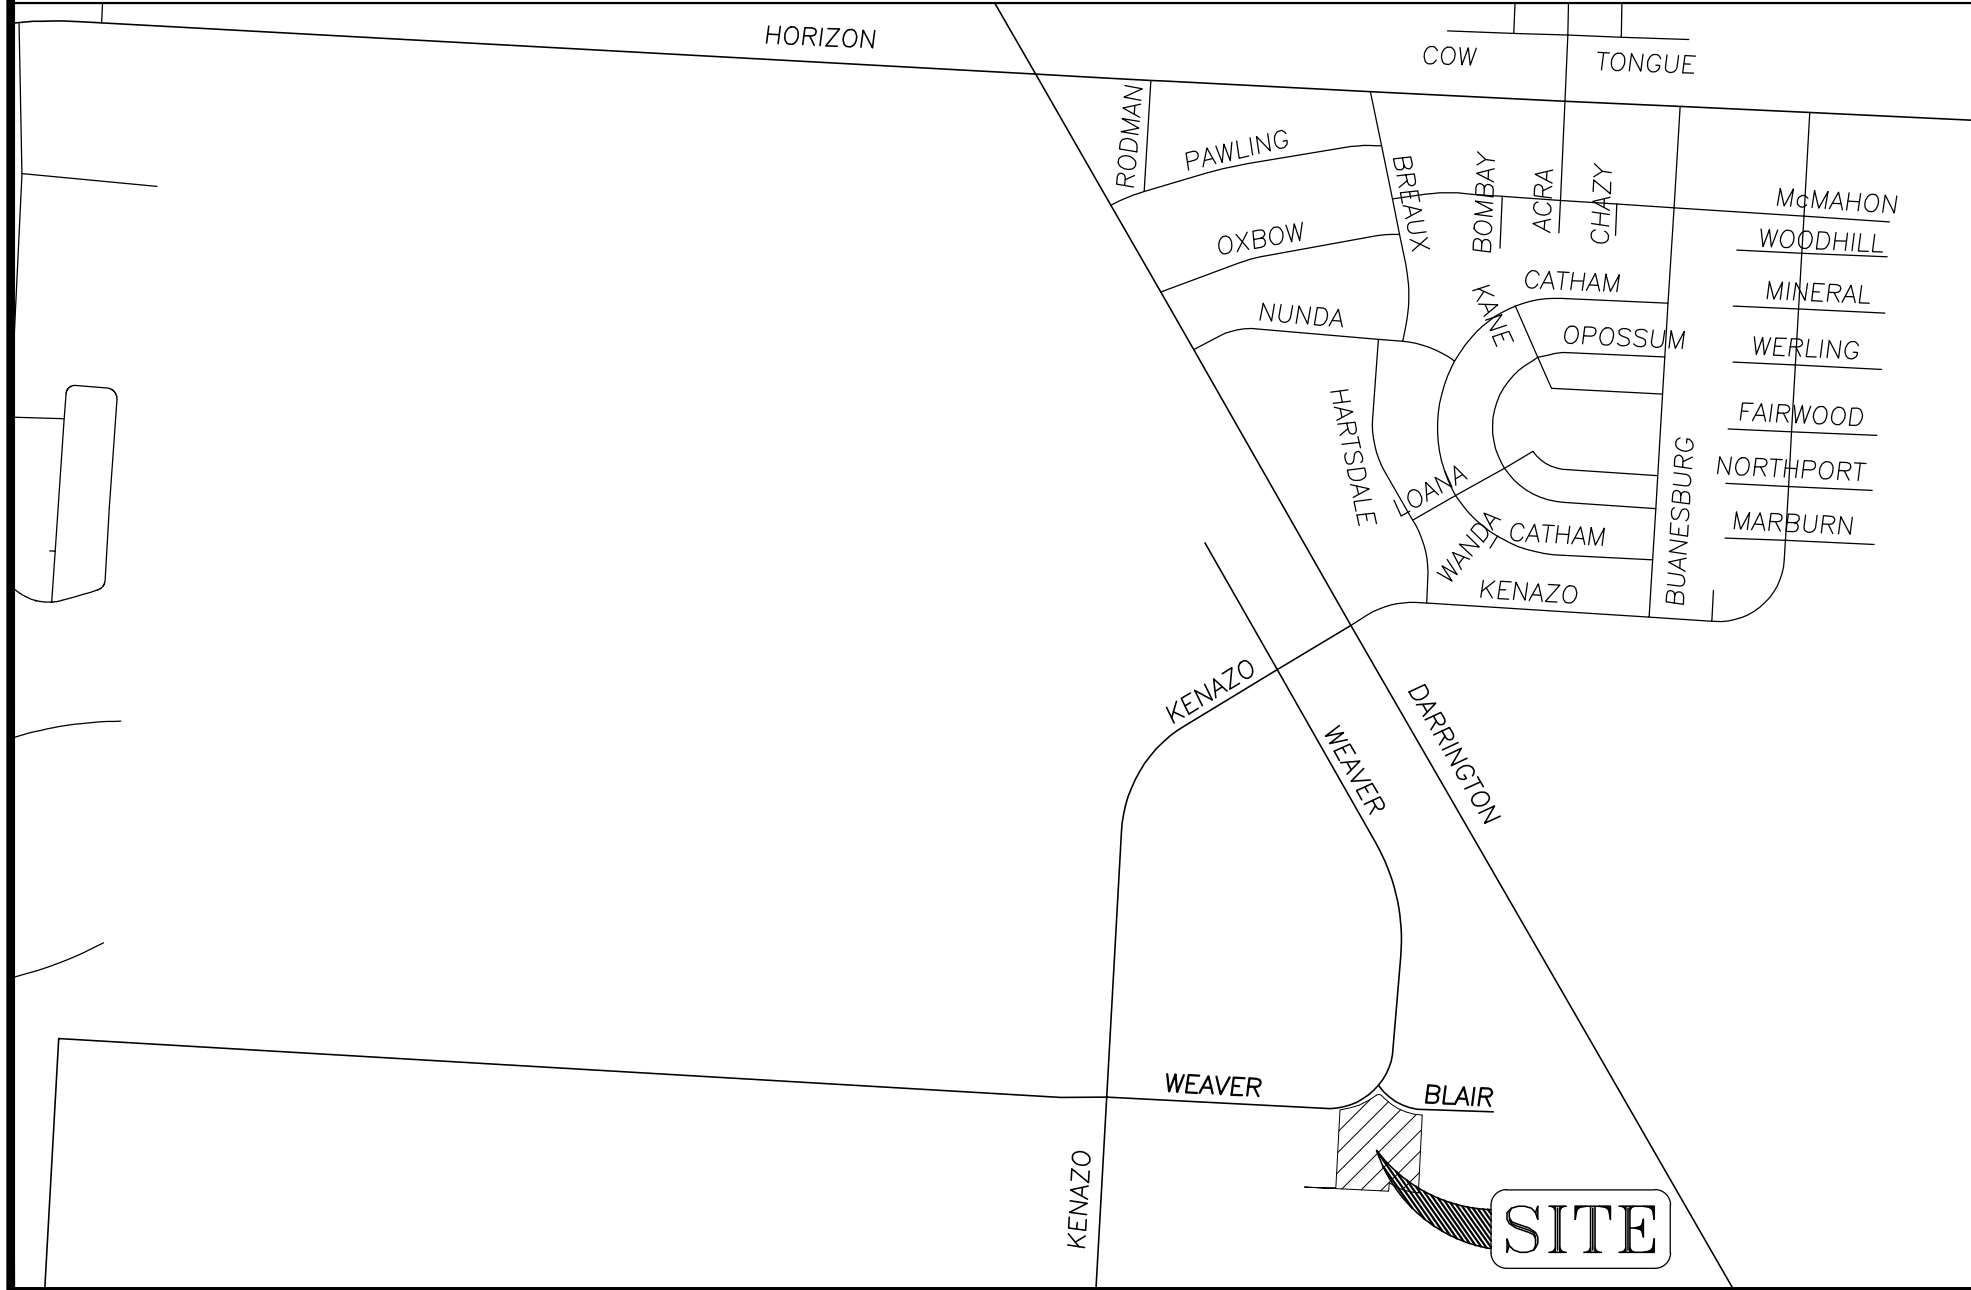 HORIZON
COW
TONGUE
RODMAN
PAWLING
BREAUX
BOMBAY
ACRA
CHAZY
McMAHON
OXBOW
WOODHILL
CATHAM
MINERAL
KANE
NUNDA
OPOSSUM
WERLING
HARTSDALE
FAIRWOOD
BUANESBURG
NORTHPORT
LOANA
MARBURN
WANDA
CATHAM
KENAZO
KENAZO
DARRINGTON
WEAVER
WEAVER
BLAIR
KENAZO
SITE